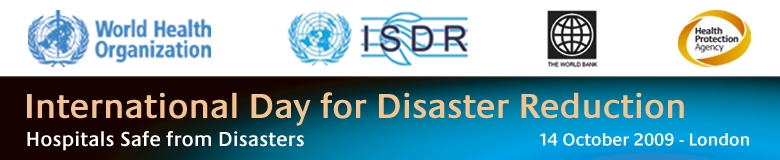 World Health
Organization
ISDR
THE WORLD BANK
Health
Protection
Agency
International Day for Disaster Reduction
Hospitals Safe from Disasters
14 October 2009 - London